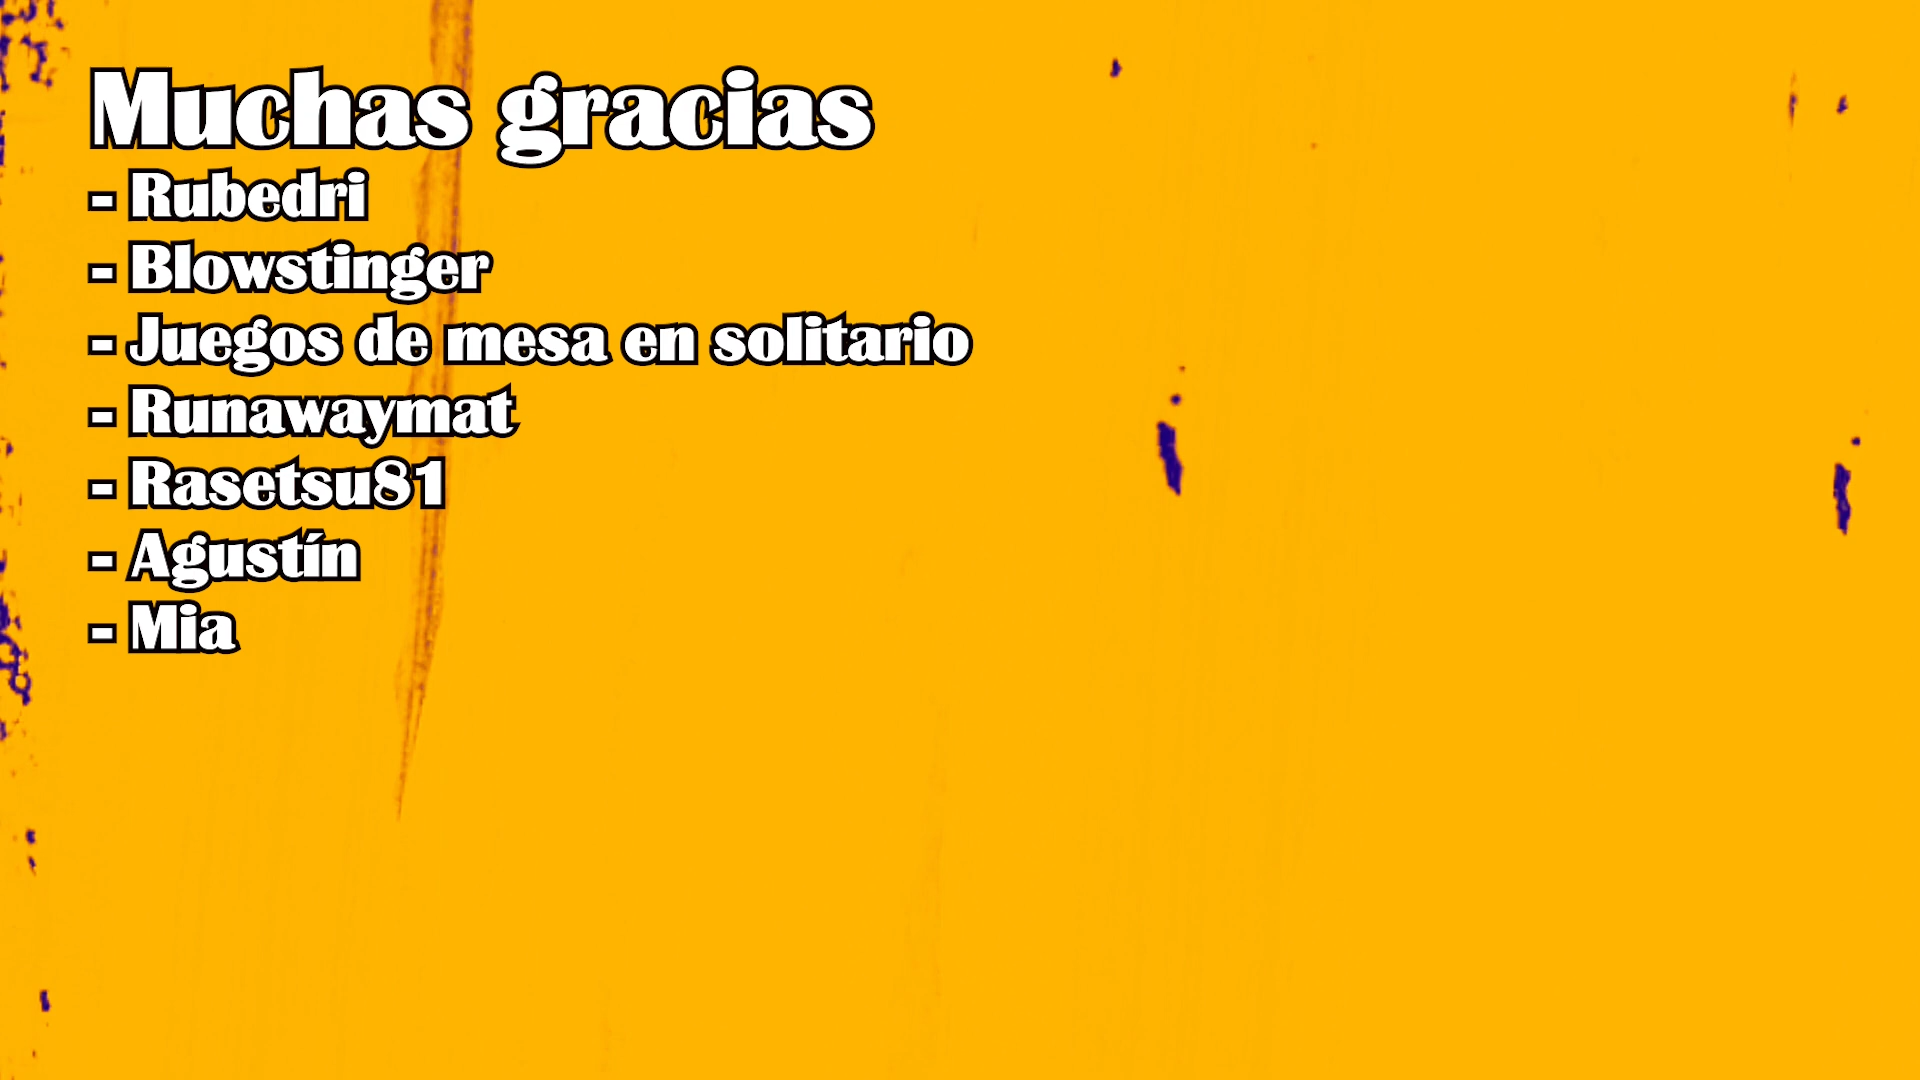 Muchas gracias
- Rubedri
- Blowstinger
- Juegos de mesa en solitario
- Runawaymat
- Rasetsu81
- Agustín
- Mia